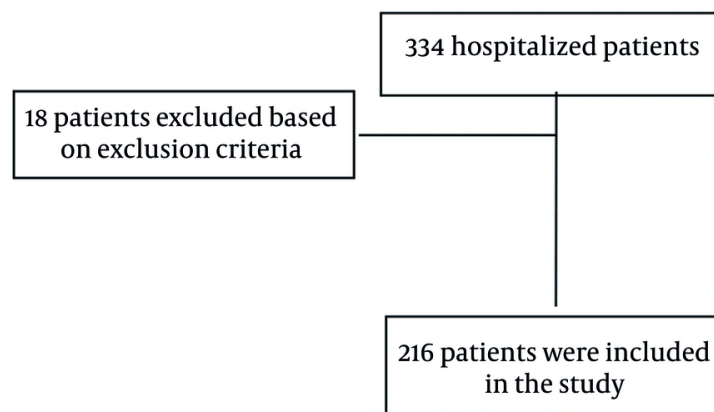 334 hospitalized patients
18 patients excluded based
on exclusion criteria
216 patients were included
in the study